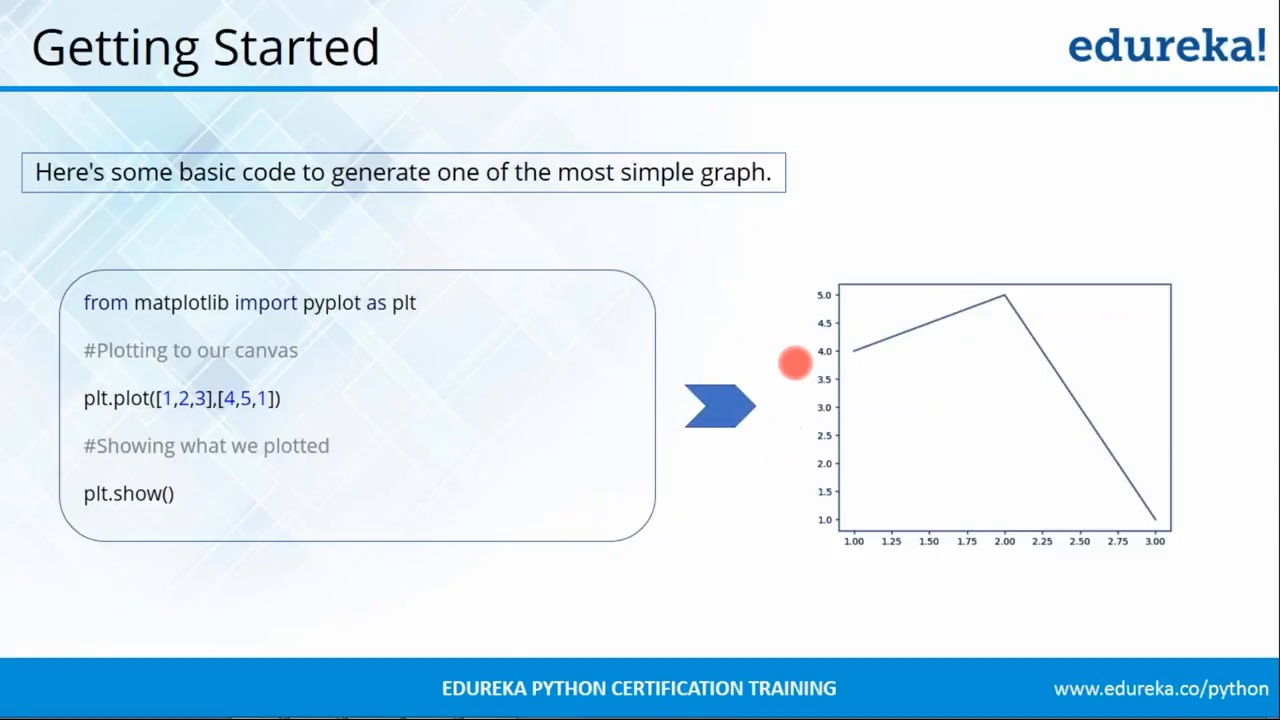 Getting Started
edureka!
Here's some basic code to generate one of the most simple graph.
from matplotlib import pyplot as plt
#Plotting to our canvas
plt.plot([1,2,3],[4,5,1])
#Showing what we plotted
plt.show()
5.0
4.5
4.0
3.5
3.0
2.5
2.0
1.5
1.0
1.00 1.25 1.50 1.75 2.00 2.25 2.50 2.75 3.00
EDUREKA PYTHON CERTIFICATION TRAINING
www.edureka.co/python